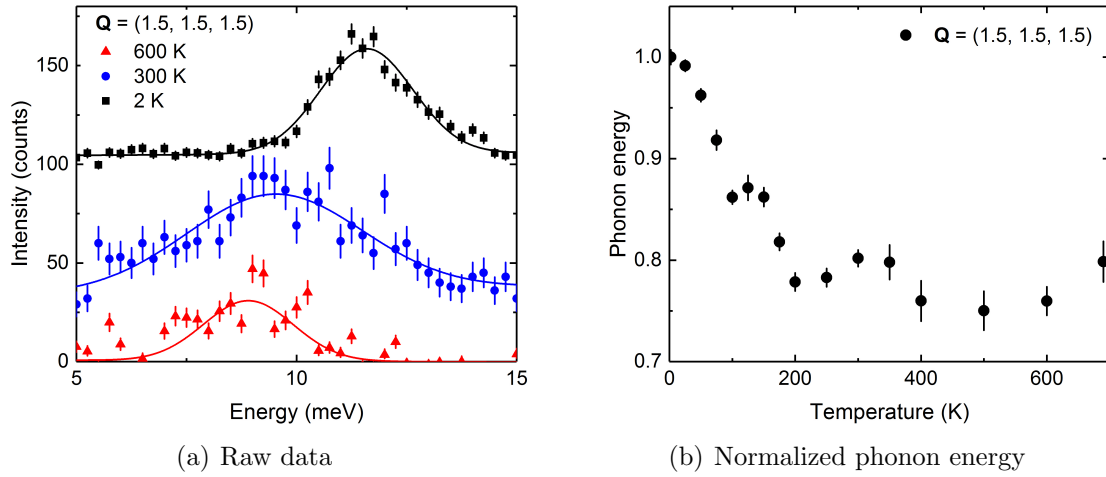 Q = (1.5, 1.5, 1.5)
600 K
300 K
2 K
Intensity (counts)
150
100
50
0
5
10
15
Energy (meV)
(a) Raw data
Q = (1.5, 1.5, 1.5)
Phonon energy
1.0
0.9
0.8
0.7
0
200
400
600
Temperature (K)
(b) Normalized phonon energy